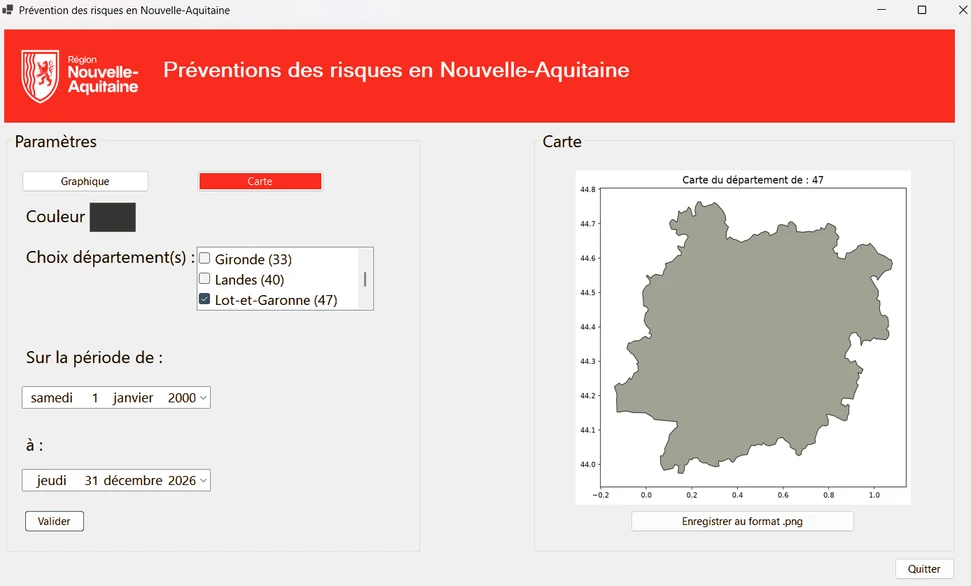 Prévention des risques en Nouvelle-Aquitaine
Région
Nouvelle-
Aquitaine
Préventions des risques en Nouvelle-Aquitaine
Paramètres
Graphique
Carte
Couleur
Choix département(s) :
Gironde (33)
Landes (40)
Lot-et-Garonne (47)
Sur la période de :
samedi 1 janvier 2000
à :
jeudi 31 décembre 2026
Valider
Carte
Carte du département de : 47
44.8
44.7
44.6
44.5
44.4
44.3
44.2
44.1
44.0
−0.2 0.0 0.2 0.4 0.6 0.8 1.0
Enregistrer au format .png
Quitter